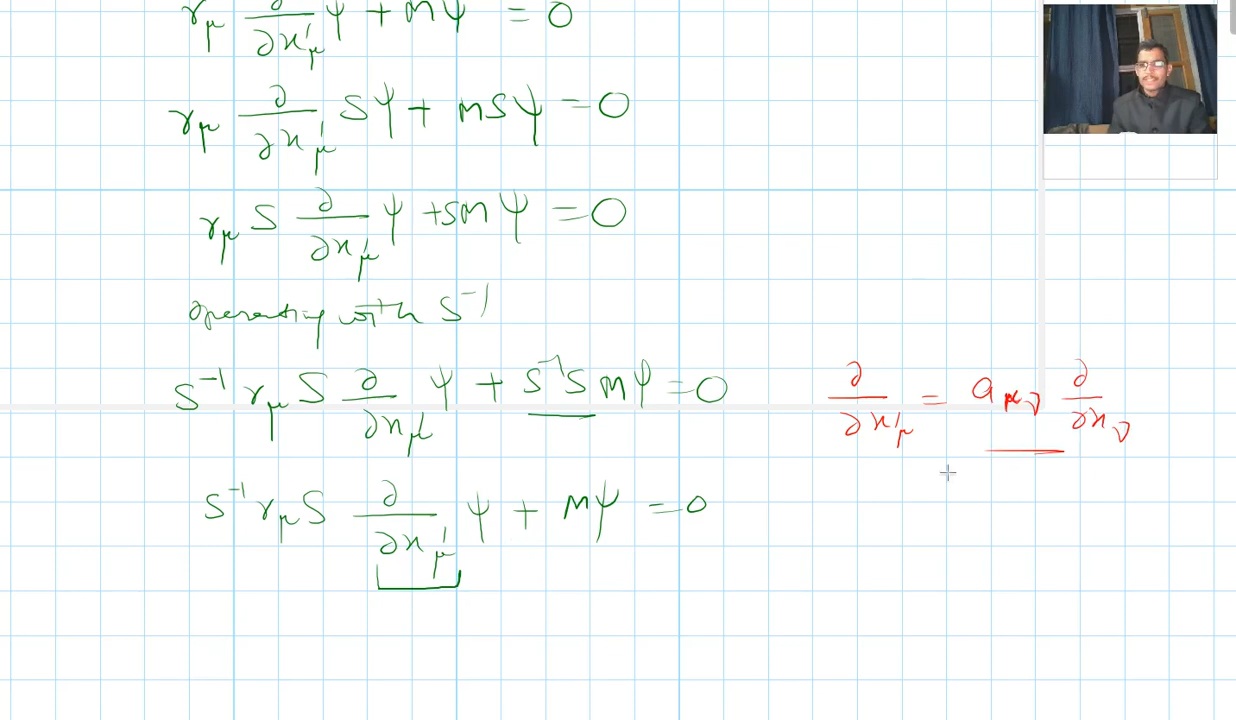 γμ ∂/∂x'μ ψ + mψ = 0
γμ ∂/∂x'μ Sψ + mSψ = 0
γμ S ∂/∂x'μ ψ + Smψ = 0
operating with S⁻¹
S⁻¹ γμ S ∂/∂x'μ ψ + S⁻¹S mψ = 0
∂/∂x'μ = aμν ∂/∂xν
S⁻¹ γμ S ∂/∂x'μ ψ + mψ = 0